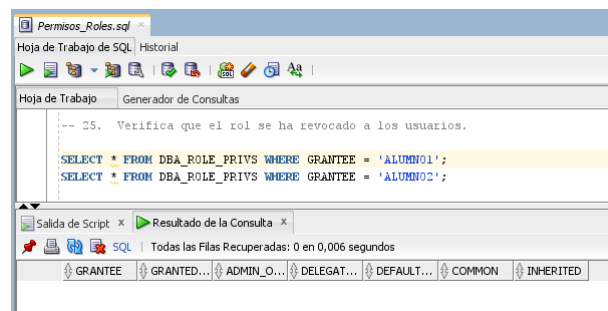 Permisos_Roles.sql ×
Hoja de Trabajo de SQL Historial
Hoja de Trabajo Generador de Consultas
-- 25. Verifica que el rol se ha revocado a los usuarios.
SELECT * FROM DBA_ROLE_PRIVS WHERE GRANTEE = 'ALUMNO1';
SELECT * FROM DBA_ROLE_PRIVS WHERE GRANTEE = 'ALUMNO2';
Salida de Script × Resultado de la Consulta ×
SQL | Todas las Filas Recuperadas: 0 en 0,006 segundos
GRANTEE GRANTED... ADMIN_O... DELEGAT... DEFAULT... COMMON INHERITED